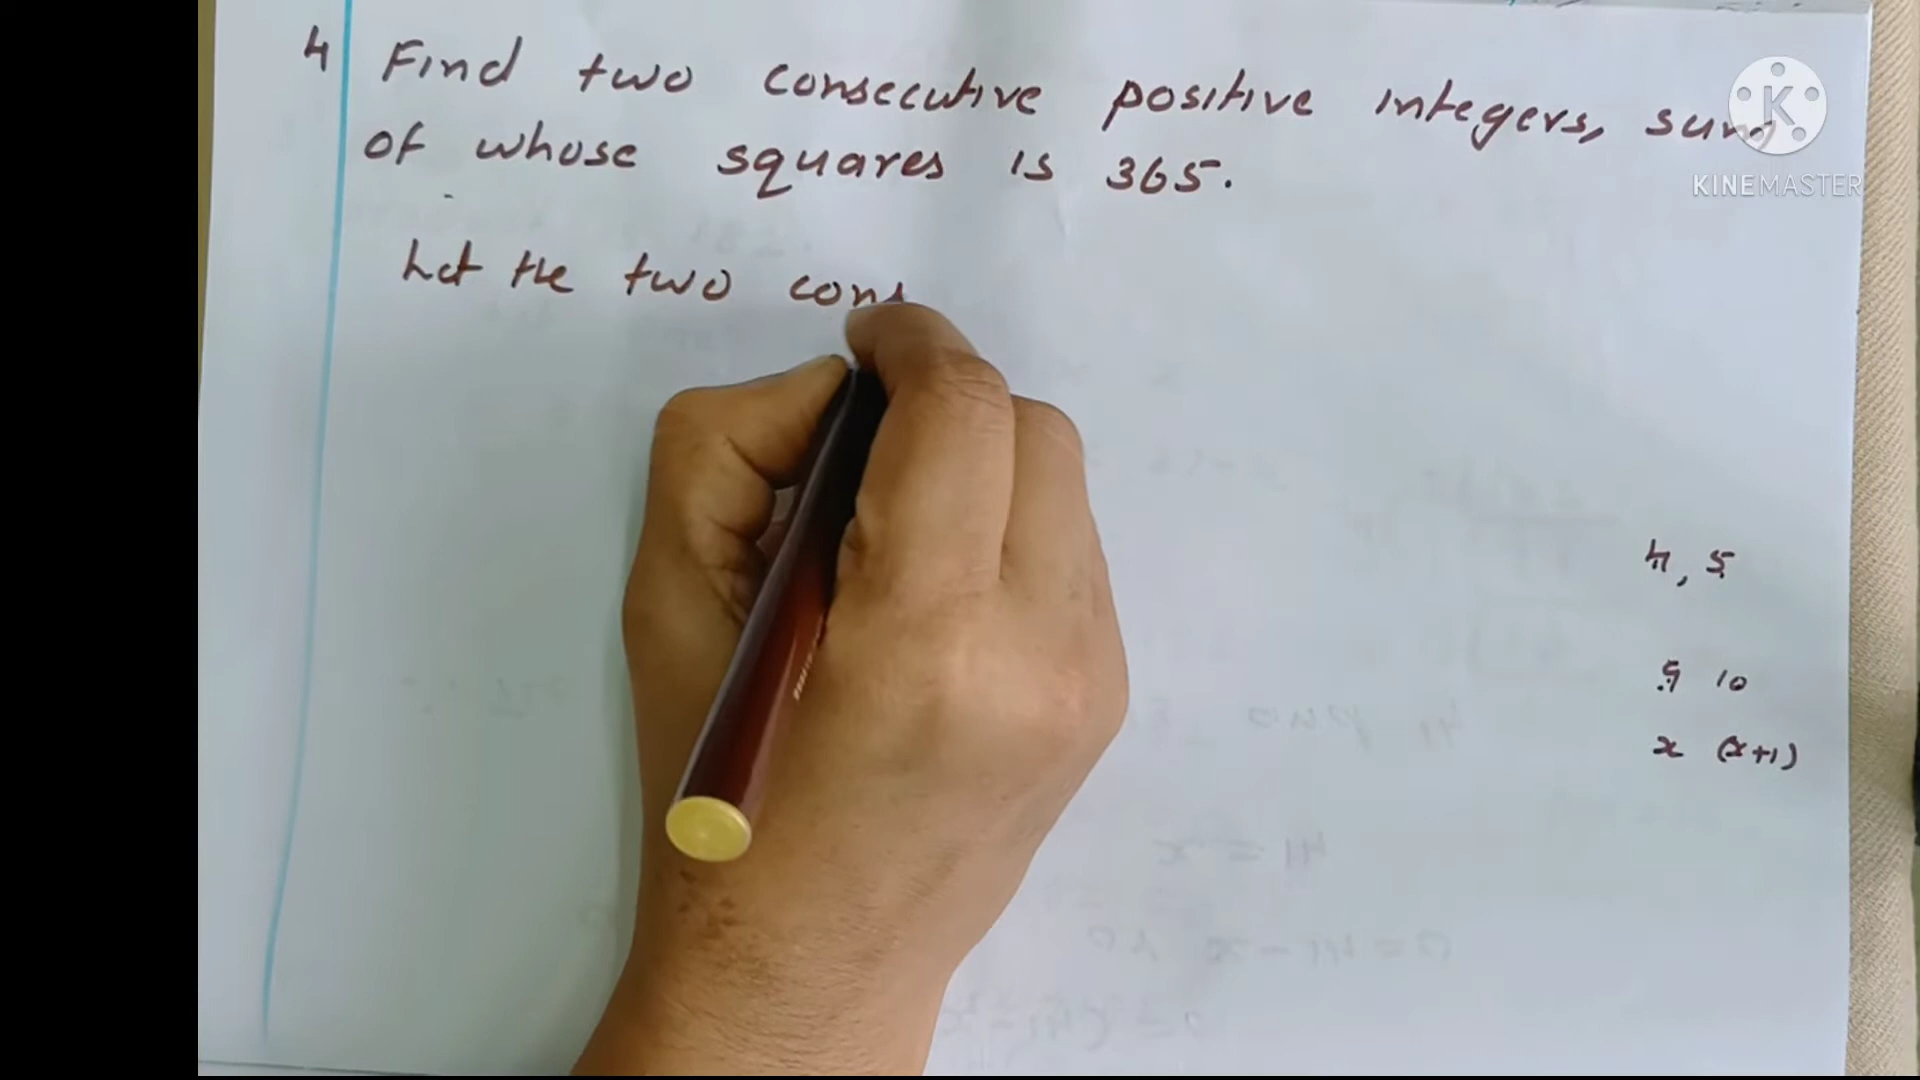 4 Find two consecutive positive integers, sum
of whose squares is 365.
Let the two cons
4, 5
9 10
x (x+1)
KINEMASTER